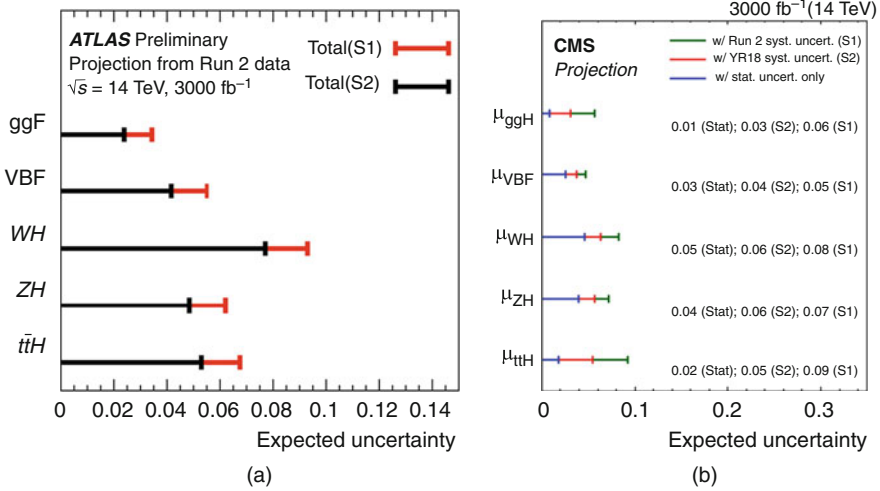 ATLAS Preliminary
Projection from Run 2 data
√s = 14 TeV, 3000 fb⁻¹
Total(S1)
Total(S2)
ggF
VBF
WH
ZH
tt̄H
0 0.02 0.04 0.06 0.08 0.1 0.12 0.14
Expected uncertainty
(a)
3000 fb⁻¹(14 TeV)
CMS
Projection
w/ Run 2 syst. uncert. (S1)
w/ YR18 syst. uncert. (S2)
w/ stat. uncert. only
μggH 0.01 (Stat); 0.03 (S2); 0.06 (S1)
μVBF 0.03 (Stat); 0.04 (S2); 0.05 (S1)
μWH 0.05 (Stat); 0.06 (S2); 0.08 (S1)
μZH 0.04 (Stat); 0.06 (S2); 0.07 (S1)
μttH 0.02 (Stat); 0.05 (S2); 0.09 (S1)
0 0.1 0.2 0.3
Expected uncertainty
(b)